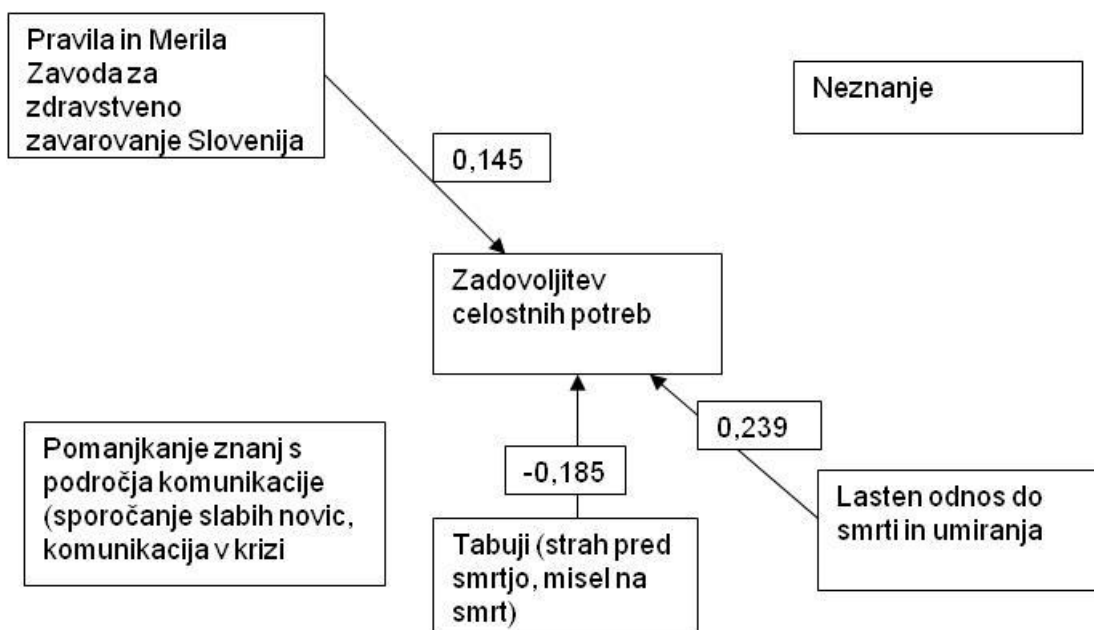 Pravila in Merila
Zavoda za
zdravstveno
zavarovanje Slovenija
Neznanje
0,145
Zadovoljitev
celostnih potreb
0,239
-0,185
Pomanjkanje znanj s
področja komunikacije
(sporočanje slabih novic,
komunikacija v krizi
Tabuji (strah pred
smrtjo, misel na
smrt)
Lasten odnos do
smrti in umiranja